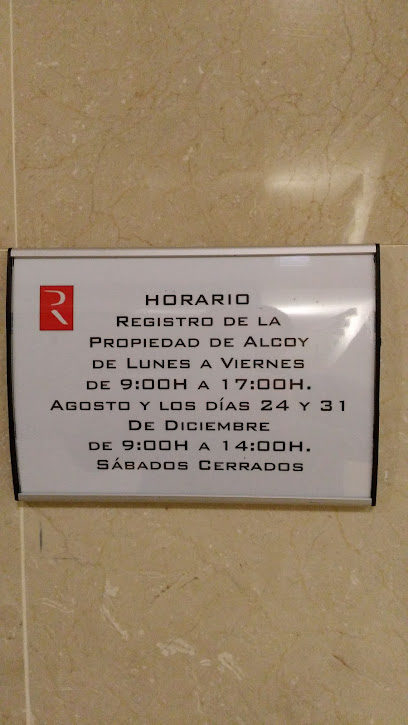 R
HORARIO
REGISTRO DE LA
PROPIEDAD DE ALCOY
DE LUNES A VIERNES
DE 9:00H A 17:00H.
AGOSTO Y LOS DÍAS 24 Y 31
DE DICIEMBRE
DE 9:00H A 14:00H.
SÁBADOS CERRADOS